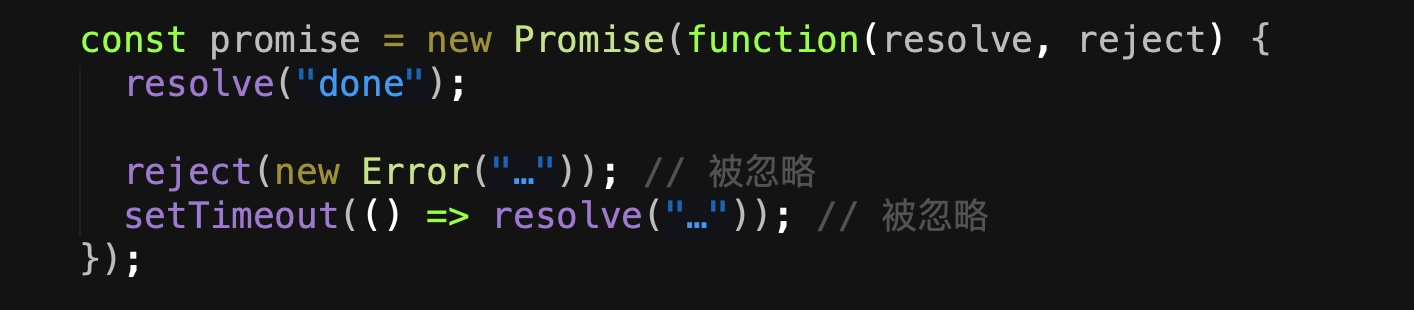 const promise = new Promise(function(resolve, reject) {
resolve("done");
reject(new Error("…")); // 被忽略
setTimeout(() => resolve("…")); // 被忽略
});